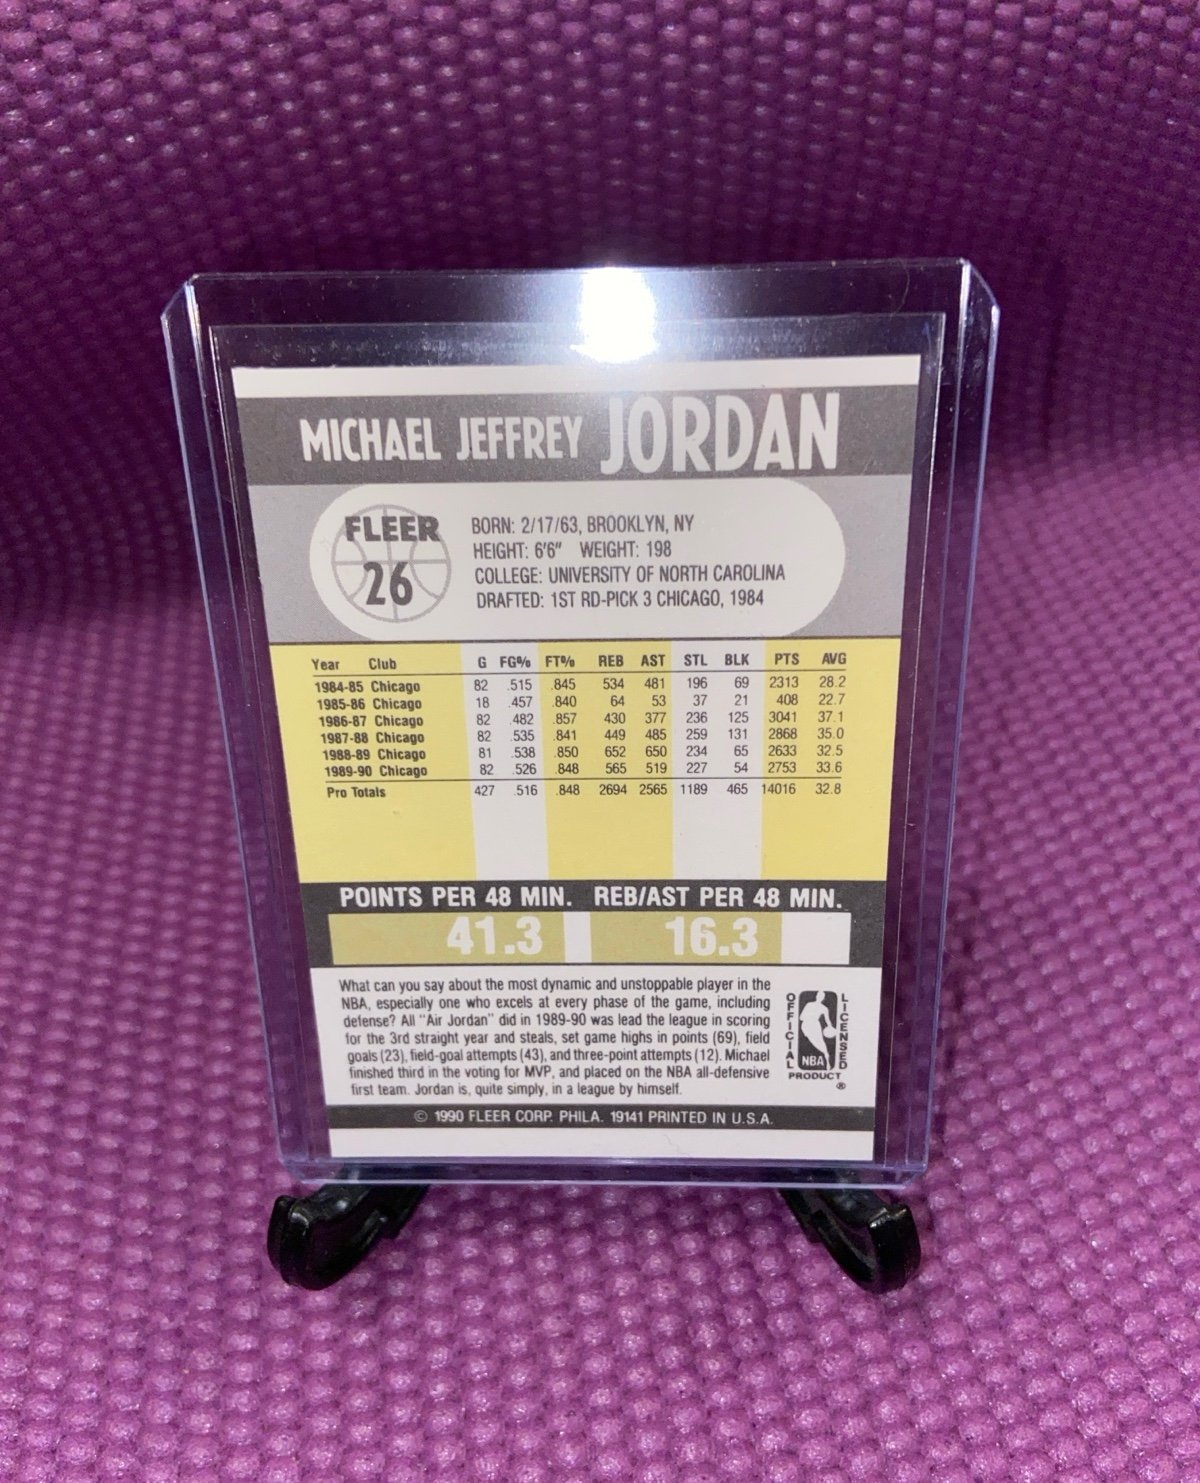 MICHAEL JEFFREY JORDAN
FLEER
26
BORN: 2/17/63, BROOKLYN, NY
HEIGHT: 6'6" WEIGHT: 198
COLLEGE: UNIVERSITY OF NORTH CAROLINA
DRAFTED: 1ST RD-PICK 3 CHICAGO, 1984
Year Club G FG% FT% REB AST STL BLK PTS AVG
1984-85 Chicago 82 .515 .845 534 481 196 69 2313 28.2
1985-86 Chicago 18 .457 .840 64 53 37 21 408 22.7
1986-87 Chicago 82 .482 .857 430 377 236 125 3041 37.1
1987-88 Chicago 82 .535 .841 449 485 259 131 2868 35.0
1988-89 Chicago 81 .538 .850 652 650 234 65 2633 32.5
1989-90 Chicago 82 .526 .848 565 519 227 54 2753 33.6
Pro Totals 427 .516 .848 2694 2565 1189 465 14016 32.8
POINTS PER 48 MIN. REB/AST PER 48 MIN.
41.3 16.3
What can you say about the most dynamic and unstoppable player in the
NBA, especially one who excels at every phase of the game, including
defense? All "Air Jordan" did in 1989-90 was lead the league in scoring
for the 3rd straight year and steals, set game highs in points (69), field
goals (23), field-goal attempts (43), and three-point attempts (12). Michael
finished third in the voting for MVP, and placed on the NBA all-defensive
first team. Jordan is, quite simply, in a league by himself.
OFFICIAL LICENSED
NBA
PRODUCT
®
© 1990 FLEER CORP. PHILA. 19141 PRINTED IN U.S.A.